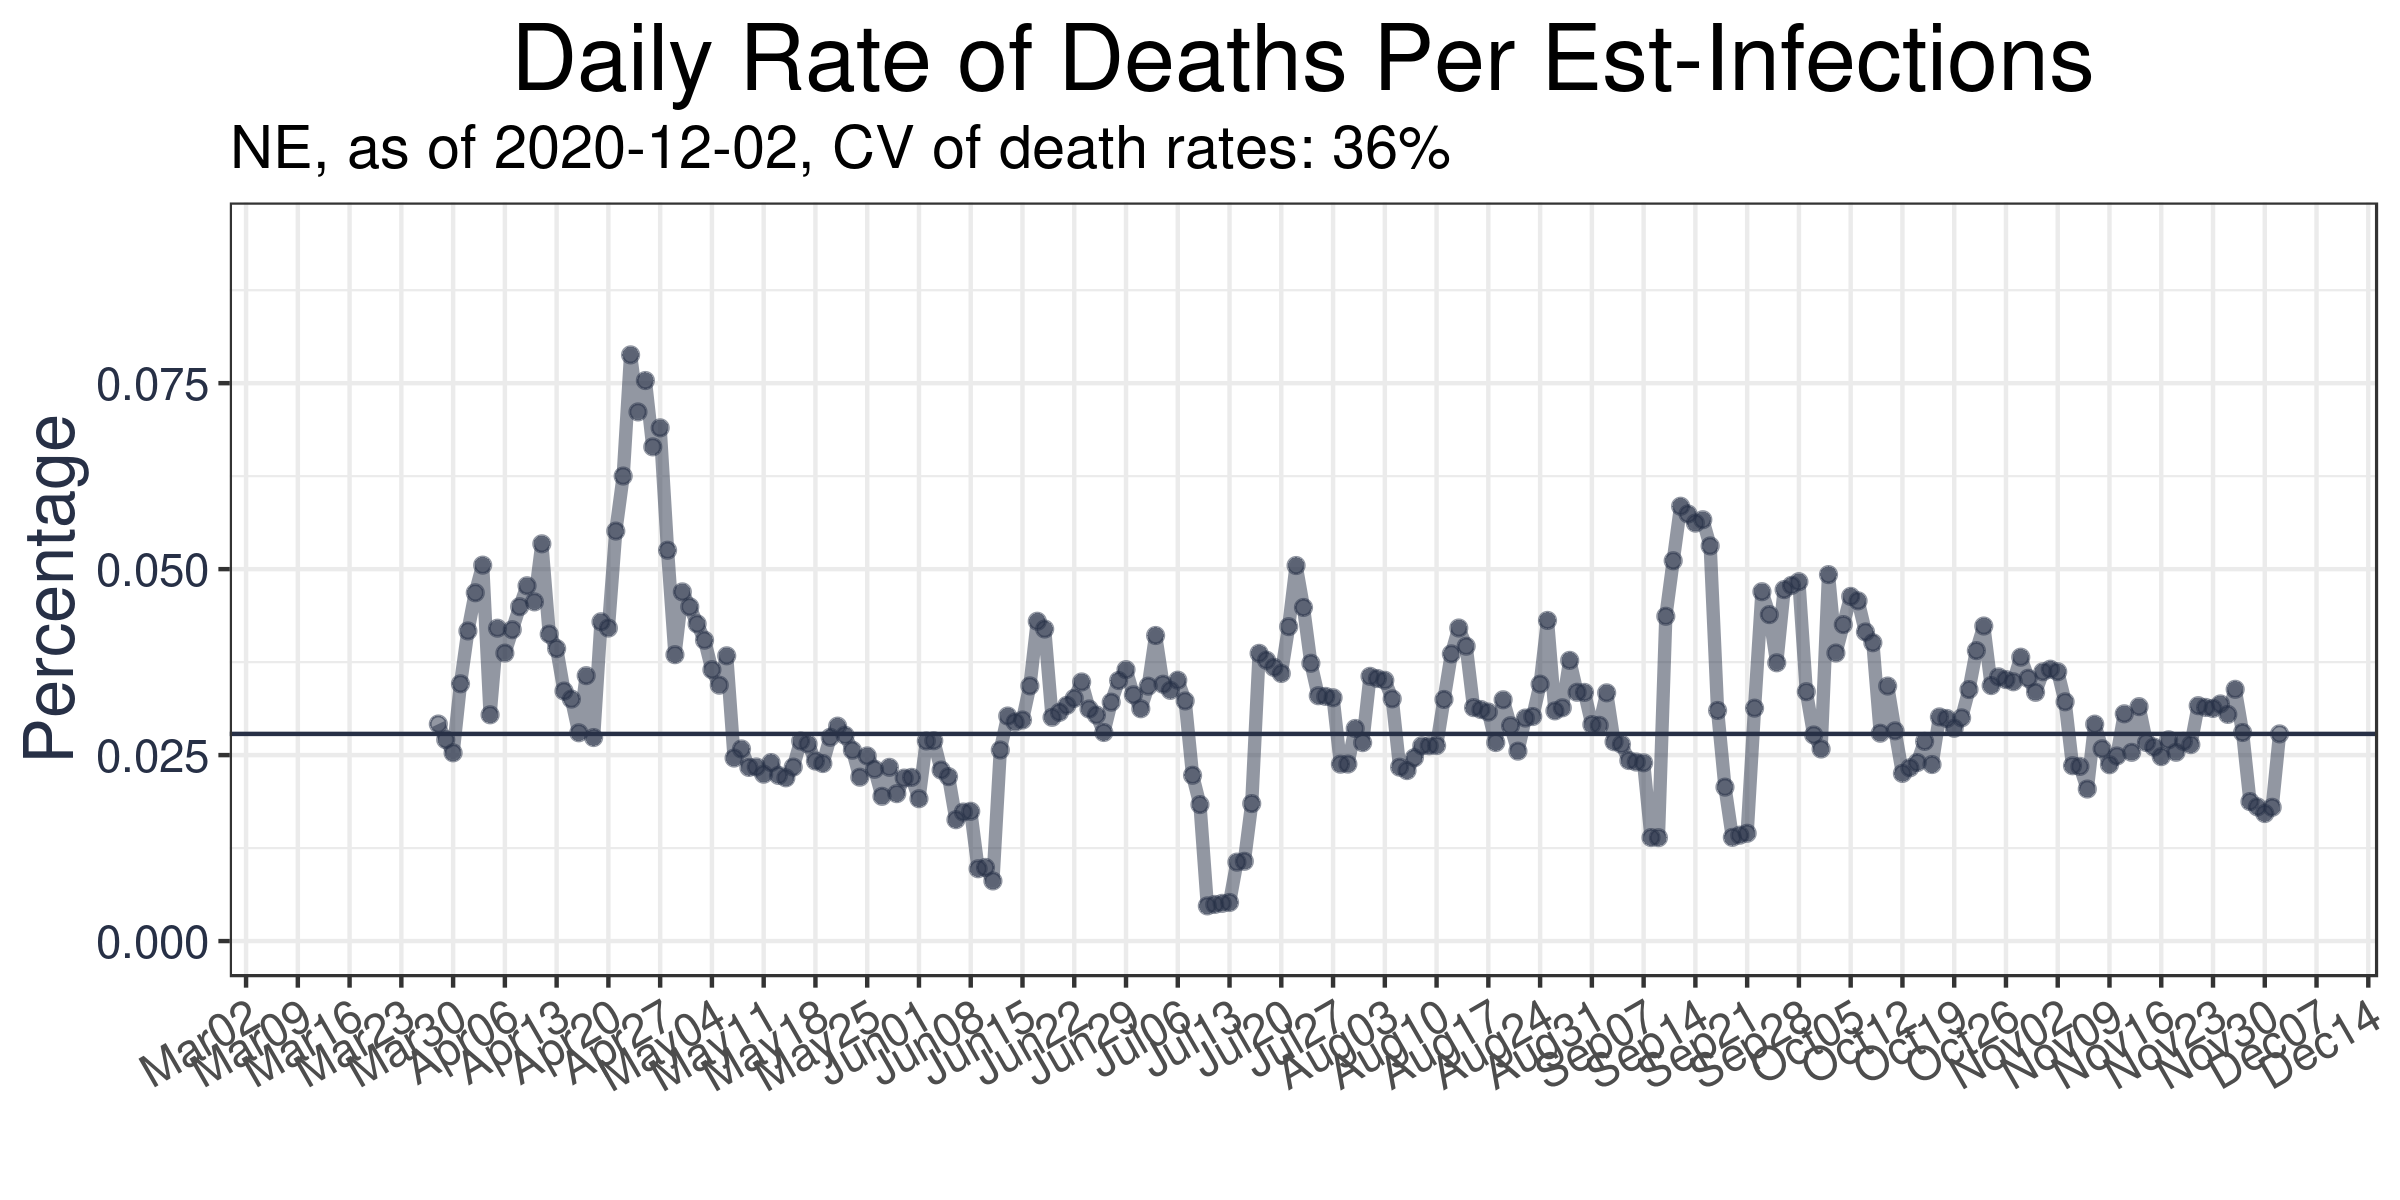 Daily Rate of Deaths Per Est-Infections
NE, as of 2020-12-02, CV of death rates: 36%
Percentage
0.075
0.050
0.025
0.000
Mar02
Mar09
Mar16
Mar23
Mar30
Apr06
Apr13
Apr20
Apr27
May04
May11
May18
May25
Jun01
Jun08
Jun15
Jun22
Jun29
Jul06
Jul13
Jul20
Jul27
Aug03
Aug10
Aug17
Aug24
Aug31
Sep07
Sep14
Sep21
Sep28
Oct05
Oct12
Oct19
Oct26
Nov02
Nov09
Nov16
Nov23
Nov30
Dec07
Dec14